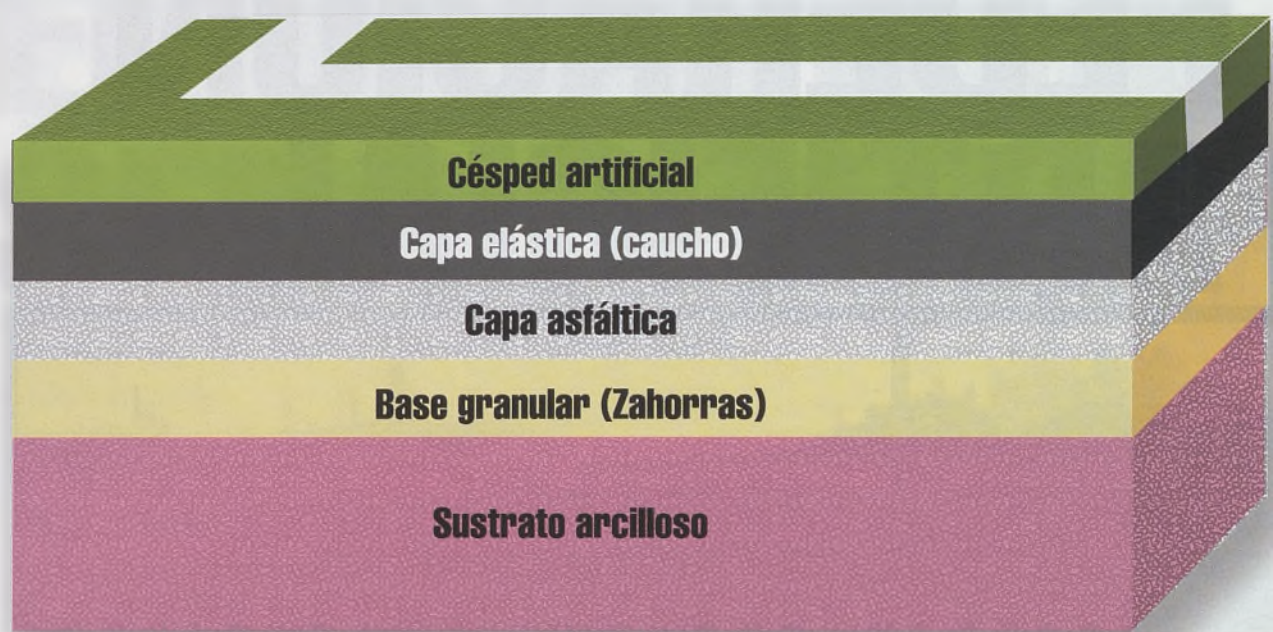 Césped artificial
Capa elástica (caucho)
Capa asfáltica
Base granular (Zahorras)
Sustrato arcilloso